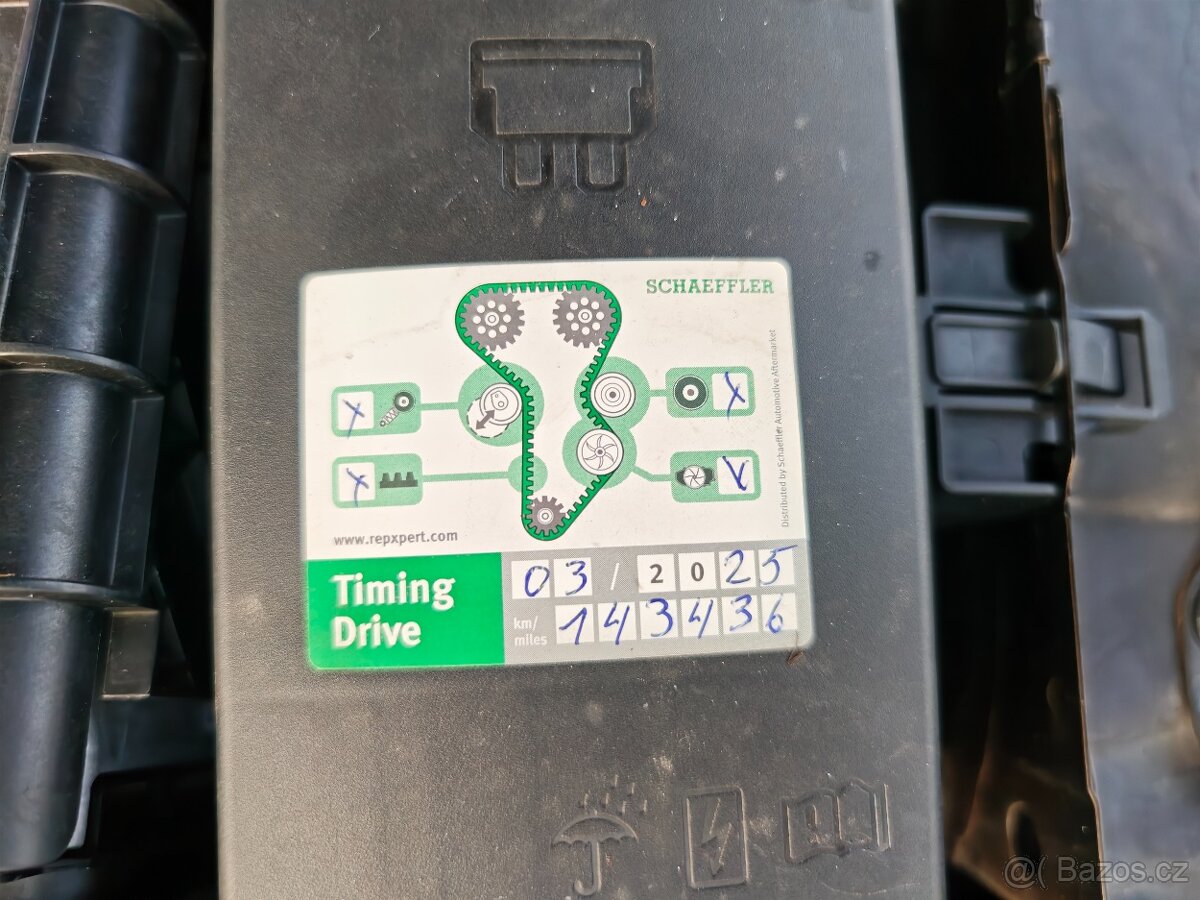 SCHAEFFLER
X
X
X
V
Distributed by Schaeffler Automotive Aftermarket
www.repxpert.com
Timing
Drive
03 / 2025
km/
miles
143436
@( Bazos.cz